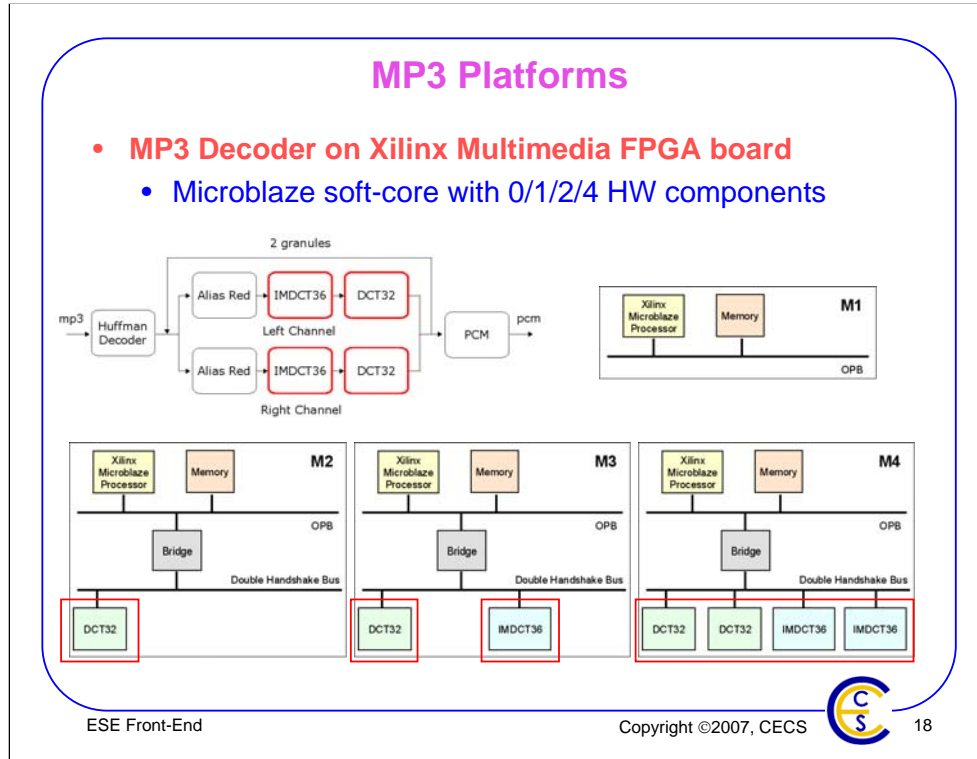 MP3 Platforms
• MP3 Decoder on Xilinx Multimedia FPGA board
• Microblaze soft-core with 0/1/2/4 HW components
2 granules
mp3
Huffman
Decoder
Alias Red
IMDCT36
DCT32
Left Channel
Alias Red
IMDCT36
DCT32
Right Channel
PCM
pcm
M1
Xilinx
Microblaze
Processor
Memory
OPB
M2
Xilinx
Microblaze
Processor
Memory
OPB
Bridge
Double Handshake Bus
DCT32
M3
Xilinx
Microblaze
Processor
Memory
OPB
Bridge
Double Handshake Bus
DCT32
IMDCT36
M4
Xilinx
Microblaze
Processor
Memory
OPB
Bridge
Double Handshake Bus
DCT32
DCT32
IMDCT36
IMDCT36
ESE Front-End
Copyright ©2007, CECS
C
E
C
S
18